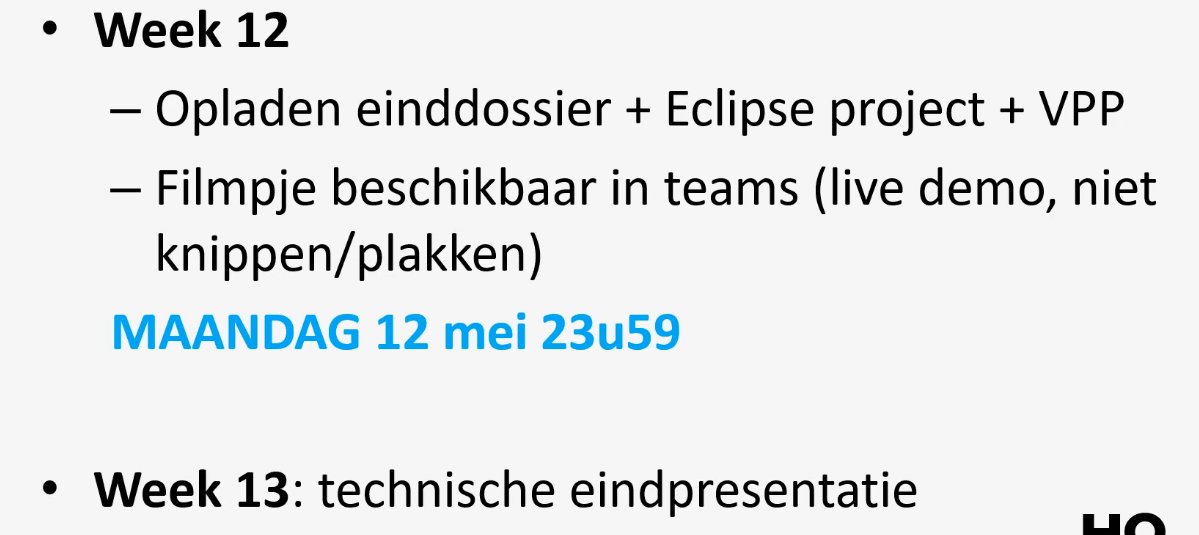 • Week 12
– Opladen einddossier + Eclipse project + VPP
– Filmpje beschikbaar in teams (live demo, niet
knippen/plakken)
MAANDAG 12 mei 23u59
• Week 13: technische eindpresentatie